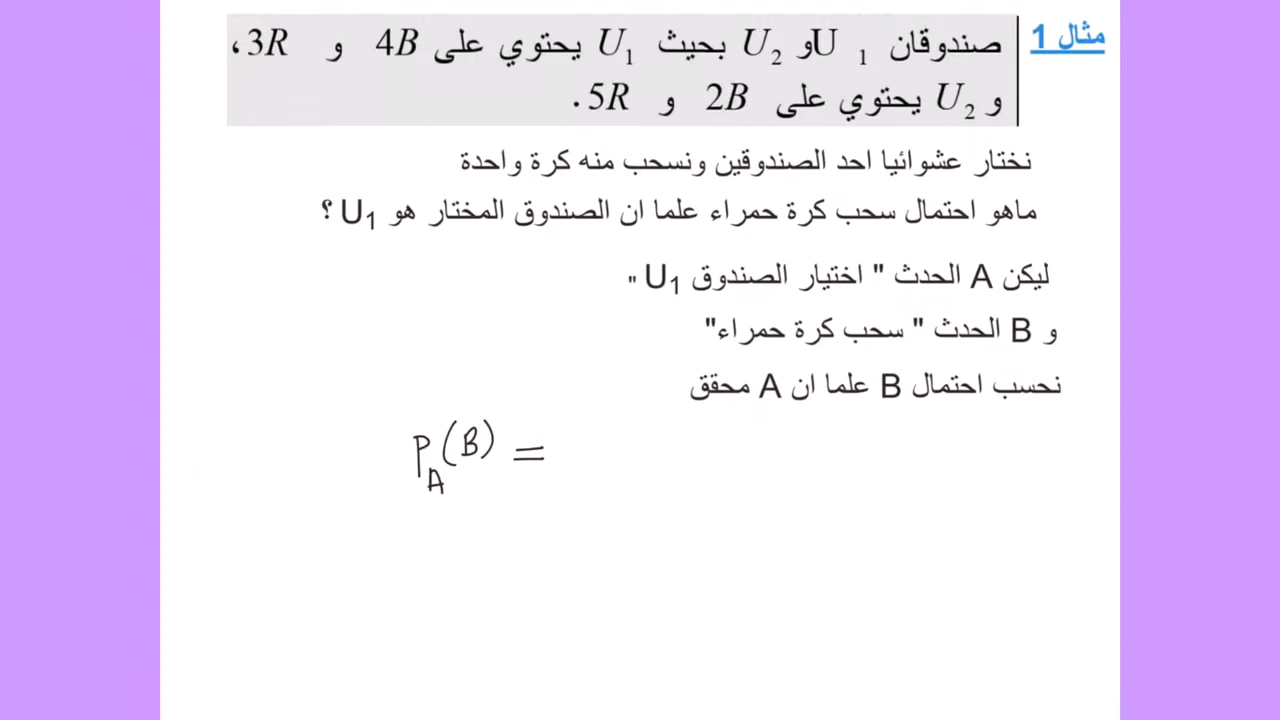 مثال 1
صندوقان U 1 و U2 بحيث U1 يحتوي على 4B و 3R،
و U2 يحتوي على 2B و 5R.
نختار عشوائيا احد الصندوقين ونسحب منه كرة واحدة
ماهو احتمال سحب كرة حمراء علما ان الصندوق المختار هو U1 ؟
ليكن A الحدث " اختيار الصندوق U1 "
و B الحدث " سحب كرة حمراء"
نحسب احتمال B علما ان A محقق
P_A(B) =